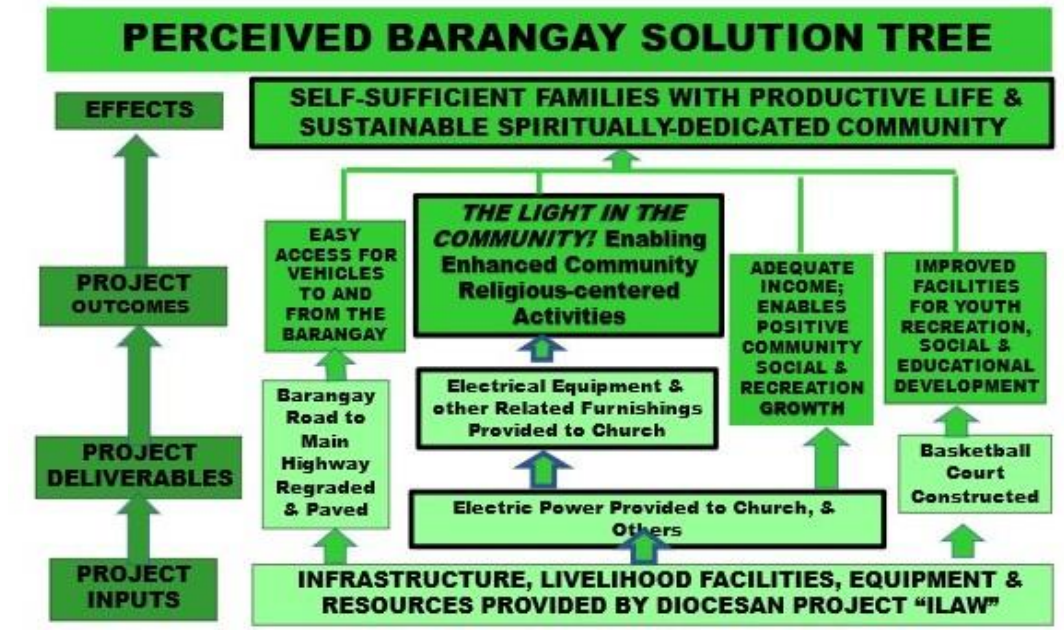 PERCEIVED BARANGAY SOLUTION TREE
EFFECTS
SELF-SUFFICIENT FAMILIES WITH PRODUCTIVE LIFE &
SUSTAINABLE SPIRITUALLY-DEDICATED COMMUNITY
PROJECT
OUTCOMES
EASY
ACCESS FOR
VEHICLES
TO AND
FROM THE
BARANGAY
THE LIGHT IN THE
COMMUNITY! Enabling
Enhanced Community
Religious-centered
Activities
ADEQUATE
INCOME;
ENABLES
POSITIVE
COMMUNITY
SOCIAL &
RECREATION
GROWTH
IMPROVED
FACILITIES
FOR YOUTH
RECREATION,
SOCIAL &
EDUCATIONAL
DEVELOPMENT
PROJECT
DELIVERABLES
Barangay
Road to
Main
Highway
Regraded
& Paved
Electrical Equipment &
other Related Furnishings
Provided to Church
Electric Power Provided to Church, &
Others
Basketball
Court
Constructed
PROJECT
INPUTS
INFRASTRUCTURE, LIVELIHOOD FACILITIES, EQUIPMENT &
RESOURCES PROVIDED BY DIOCESAN PROJECT “ILAW”